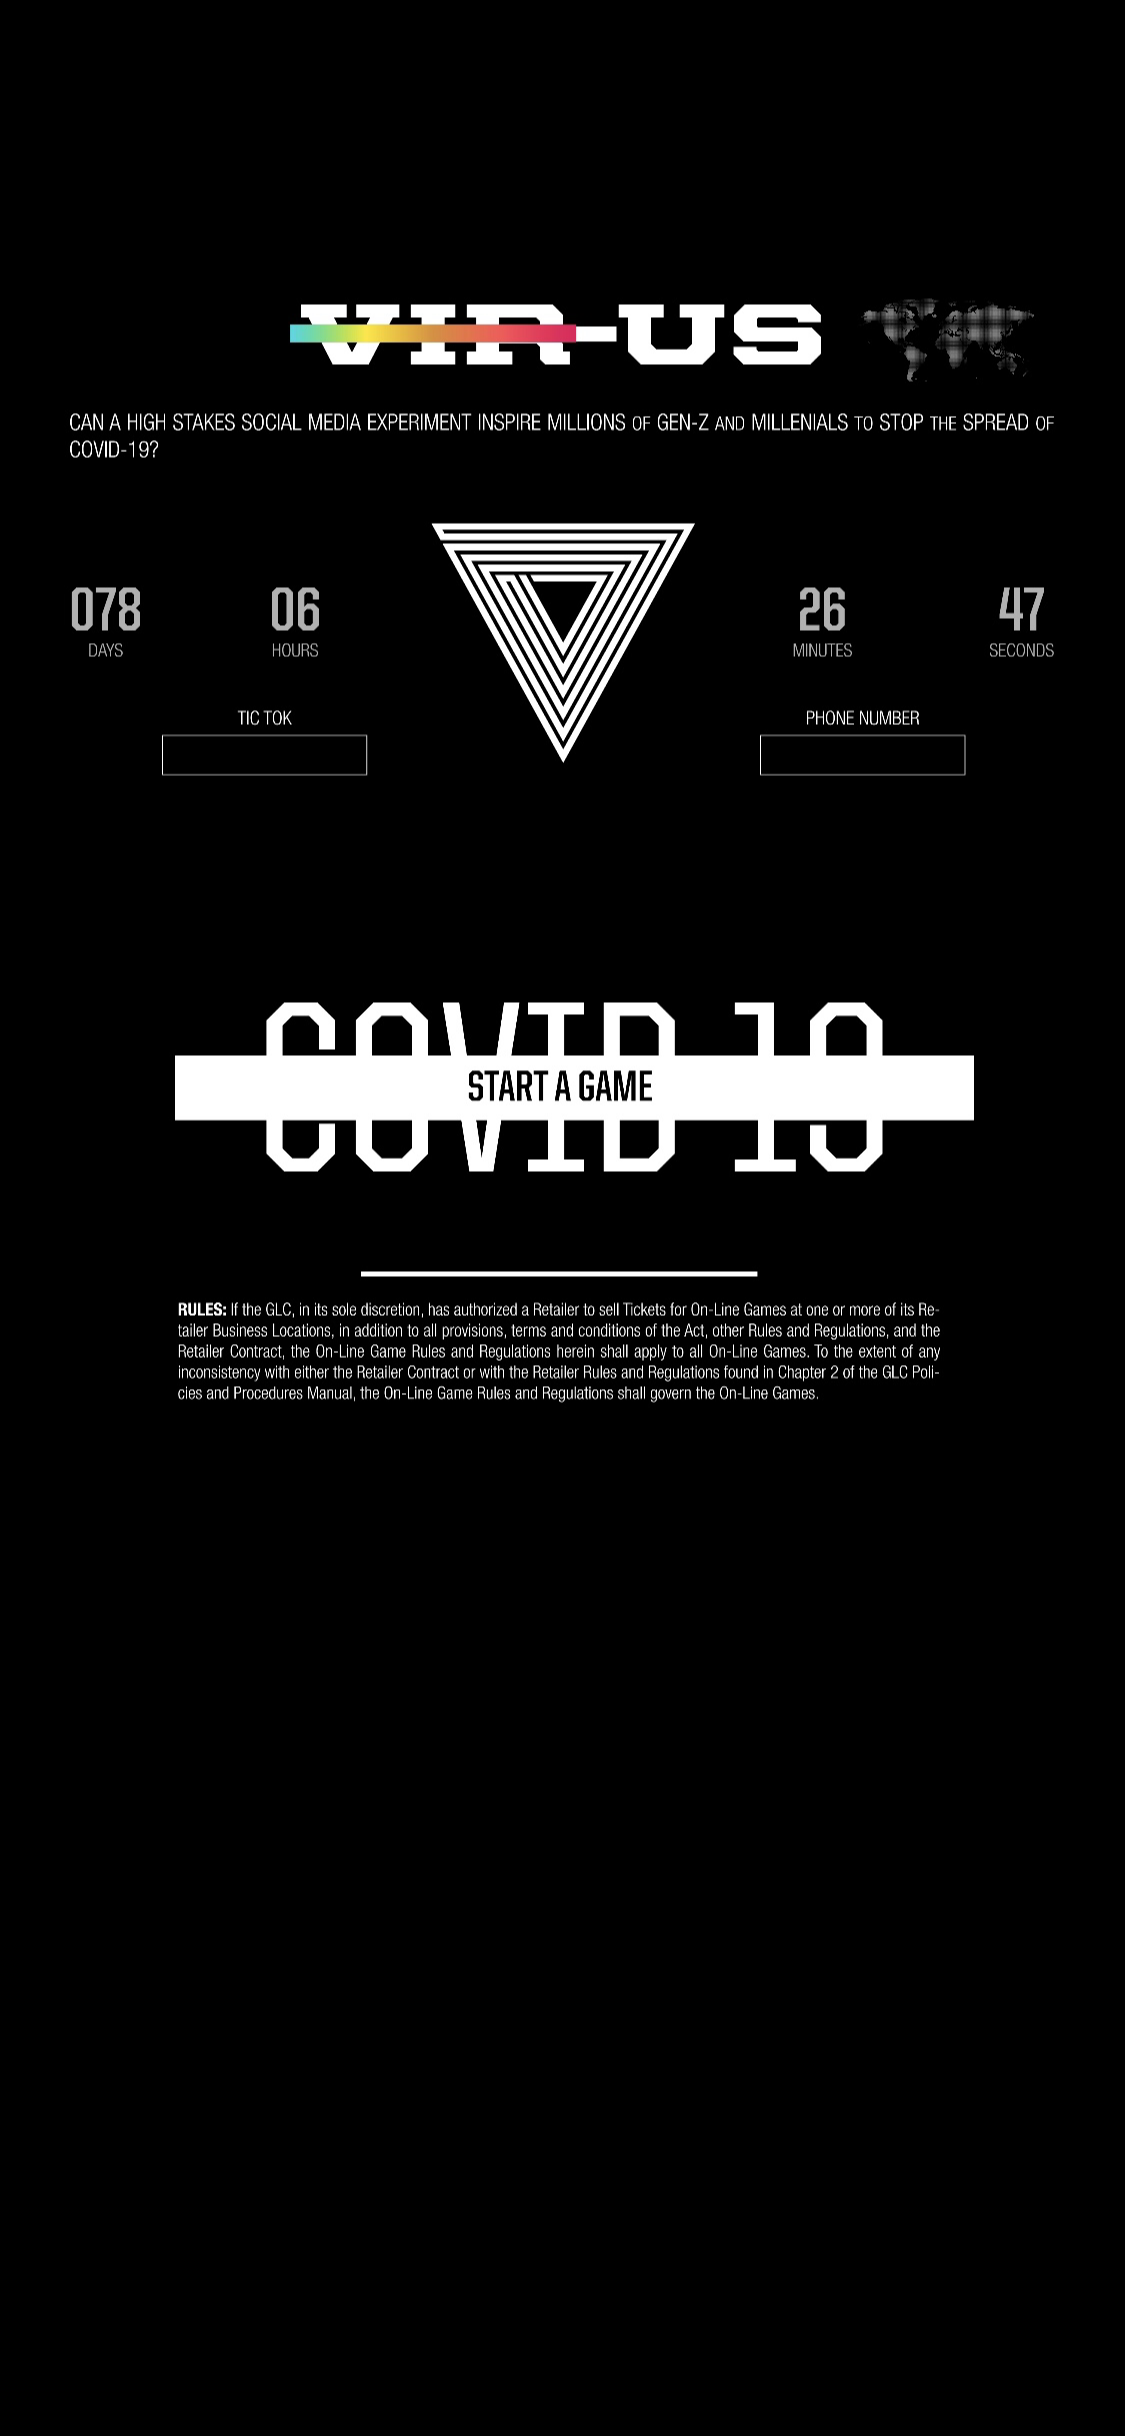 VIR-US
CAN A HIGH STAKES SOCIAL MEDIA EXPERIMENT INSPIRE MILLIONS OF GEN-Z AND MILLENIALS TO STOP THE SPREAD OF
COVID-19?
078 06 26 47
DAYS HOURS MINUTES SECONDS
TIC TOK PHONE NUMBER
COVID 19
START A GAME
RULES: If the GLC, in its sole discretion, has authorized a Retailer to sell Tickets for On-Line Games at one or more of its Re-
tailer Business Locations, in addition to all provisions, terms and conditions of the Act, other Rules and Regulations, and the
Retailer Contract, the On-Line Game Rules and Regulations herein shall apply to all On-Line Games. To the extent of any
inconsistency with either the Retailer Contract or with the Retailer Rules and Regulations found in Chapter 2 of the GLC Poli-
cies and Procedures Manual, the On-Line Game Rules and Regulations shall govern the On-Line Games.